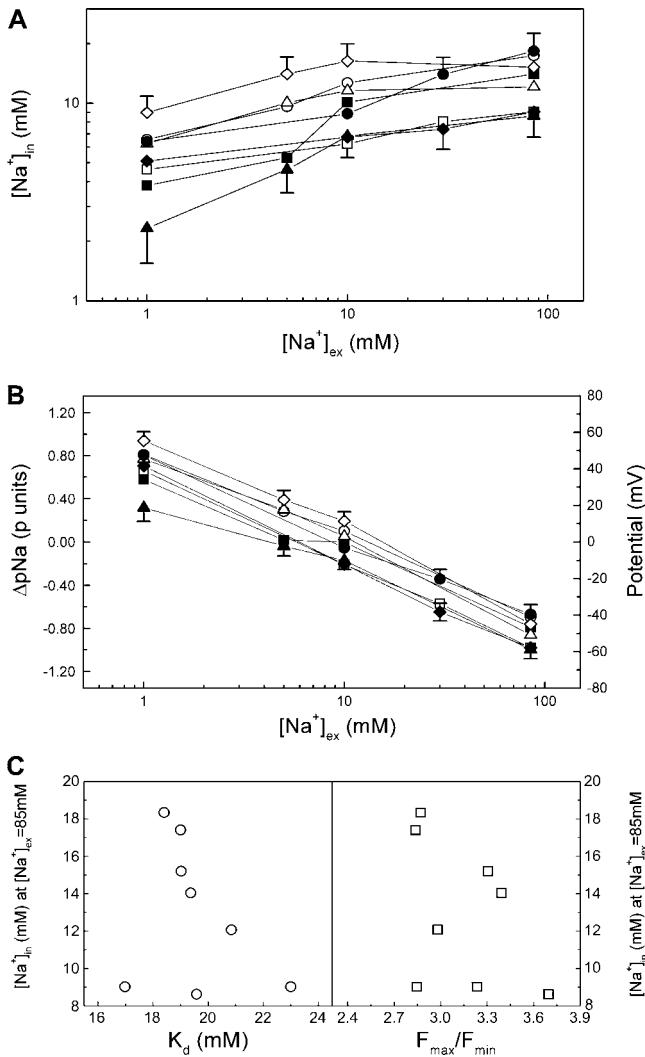 A
10
1
[Na⁺]in (mM)
1 10 100
[Na⁺]ex (mM)
B
1.20
0.80
0.40
0.00
-0.40
-0.80
-1.20
ΔpNa (p units)
80
60
40
20
0
-20
-40
-60
-80
Potential (mV)
1 10 100
[Na⁺]ex (mM)
C
20
18
16
14
12
10
8
[Na⁺]in (mM) at [Na⁺]ex=85mM
16 18 20 22 24
Kd (mM)
2.4 2.7 3.0 3.3 3.6 3.9
Fmax/Fmin
20
18
16
14
12
10
8
[Na⁺]in (mM) at [Na⁺]ex=85mM